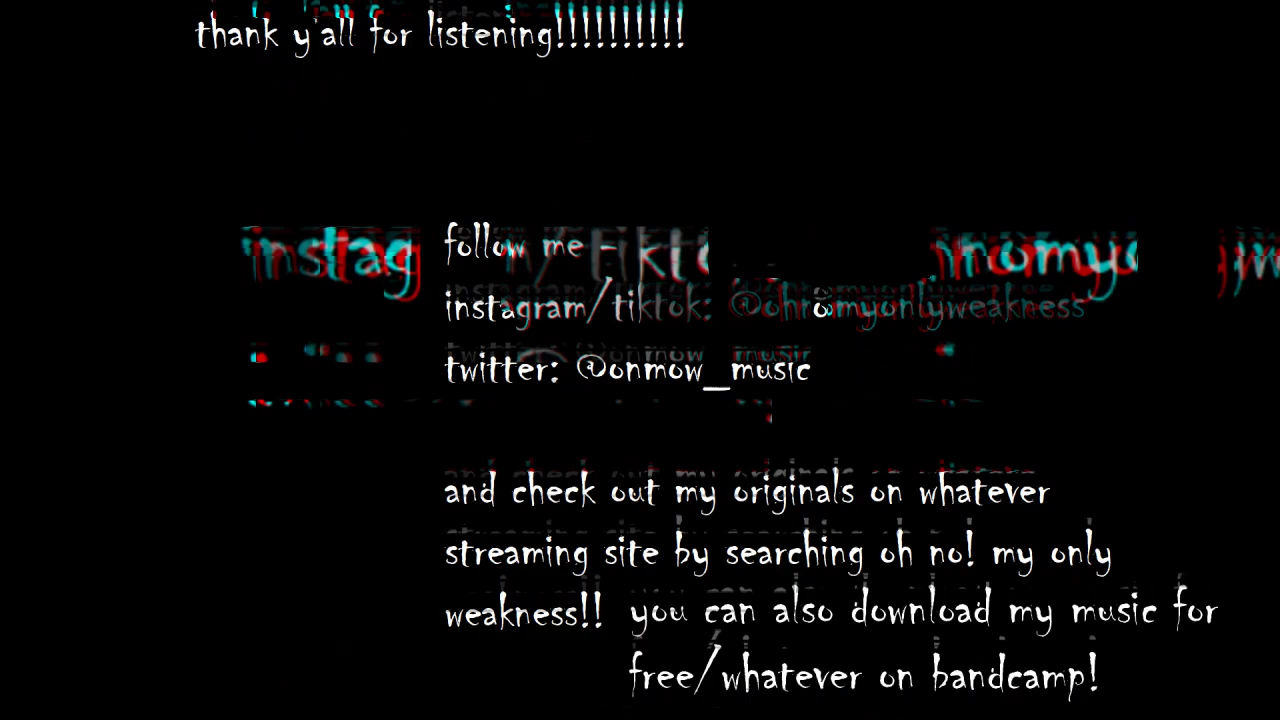 thank y'all for listening!!!!!!!!!!
follow me -
instagram/tiktok: @ohnomyonlyweakness
twitter: @onmow_music
and check out my originals on whatever
streaming site by searching oh no! my only
weakness!! you can also download my music for
free/whatever on bandcamp!